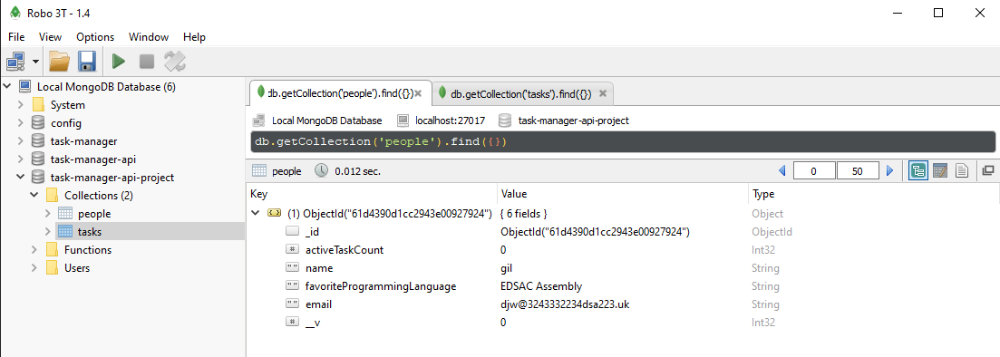 Robo 3T - 1.4
File View Options Window Help
Local MongoDB Database (6)
System
config
task-manager
task-manager-api
task-manager-api-project
Collections (2)
people
tasks
Functions
Users
db.getCollection('people').find({}) db.getCollection('tasks').find({})
Local MongoDB Database localhost:27017 task-manager-api-project
db.getCollection('people').find({})
people 0.012 sec. 0 50
Key Value Type
(1) ObjectId("61d4390d1cc2943e00927924") { 6 fields } Object
_id ObjectId("61d4390d1cc2943e00927924") ObjectId
# activeTaskCount 0 Int32
"" name gil String
"" favoriteProgrammingLanguage EDSAC Assembly String
"" email djw@3243332234dsa223.uk String
# __v 0 Int32